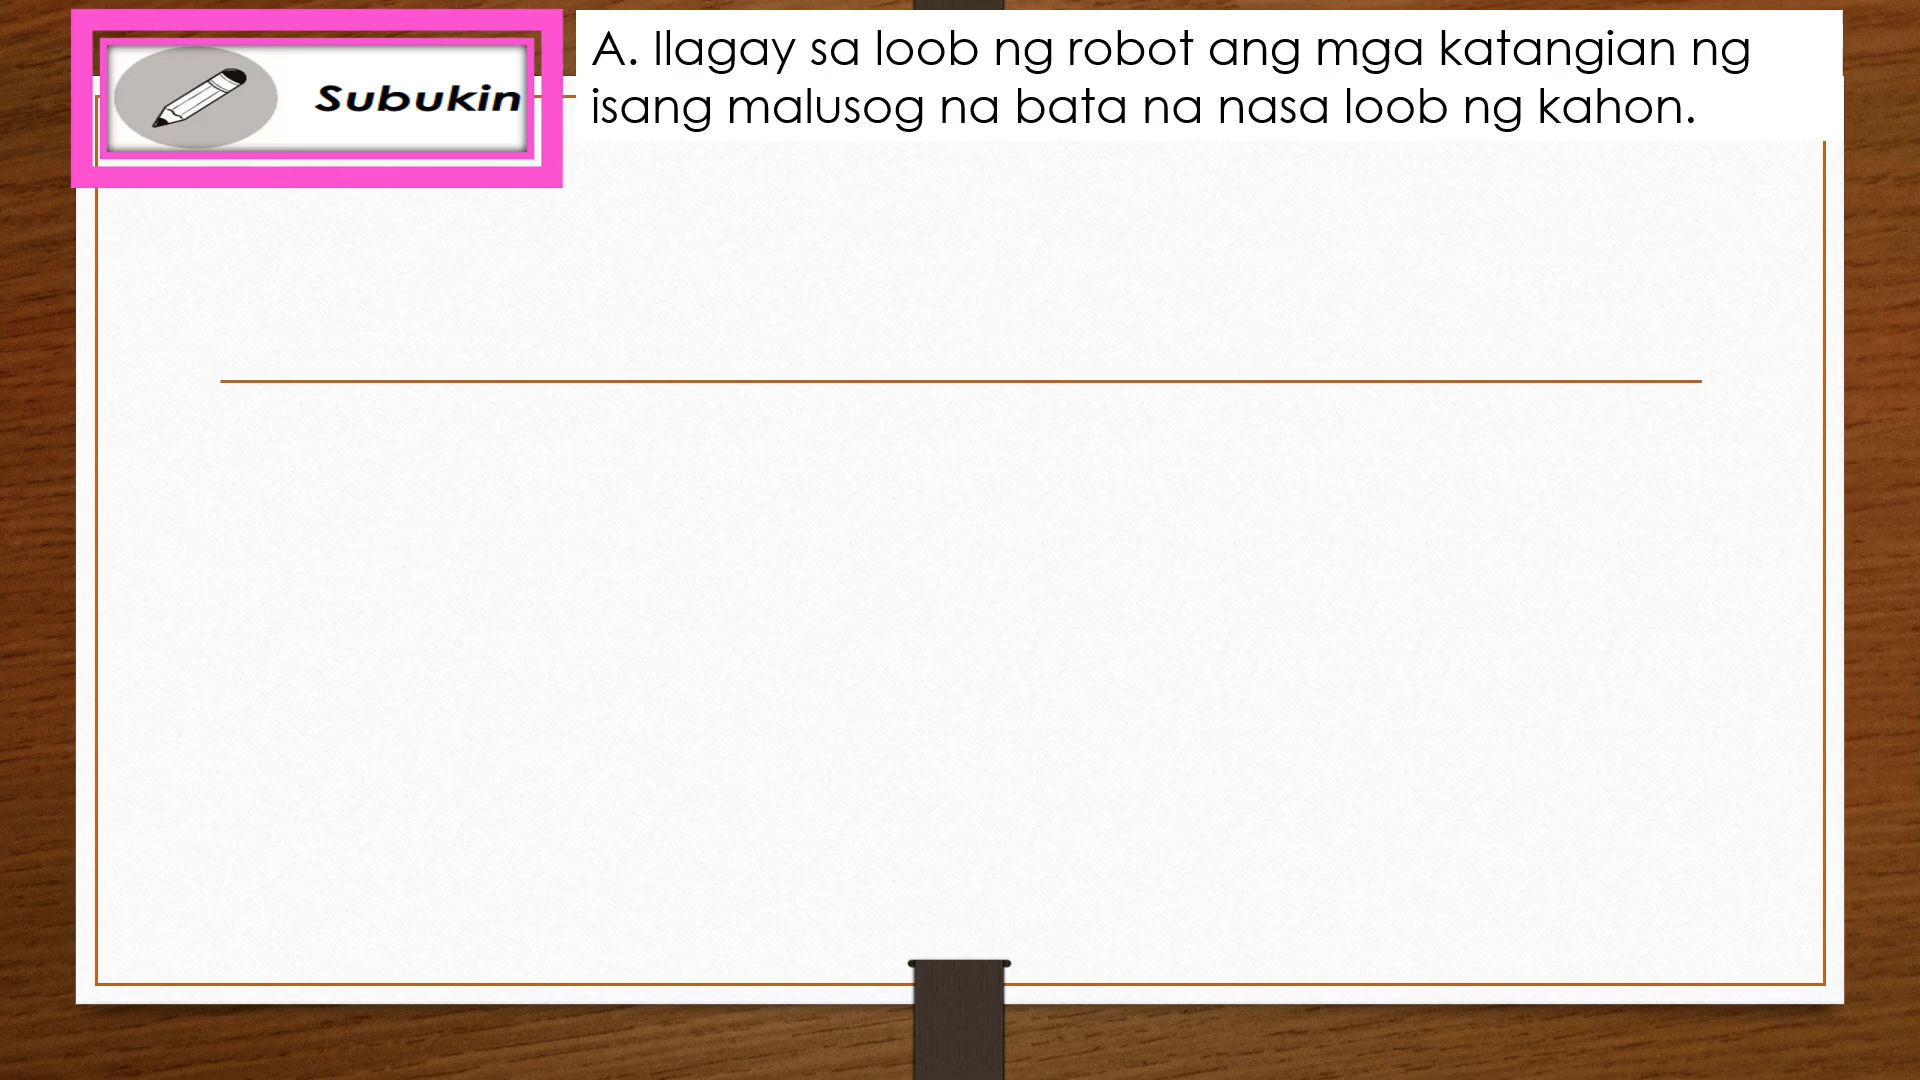 Subukin
A. Ilagay sa loob ng robot ang mga katangian ng
isang malusog na bata na nasa loob ng kahon.